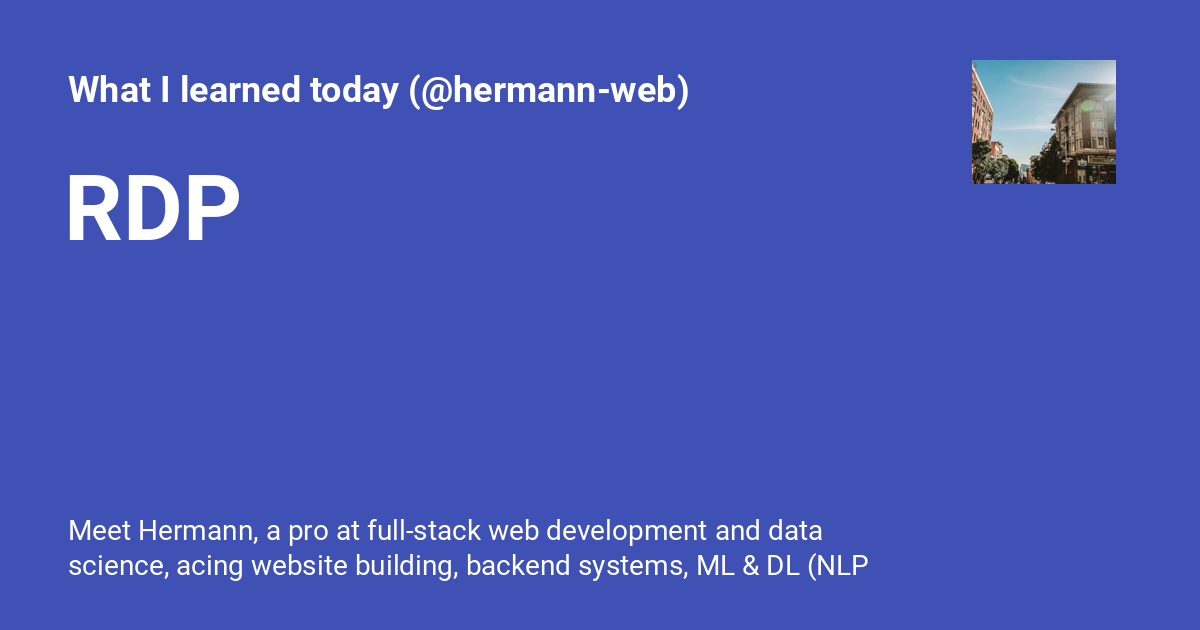 What I learned today (@hermann-web)
RDP
Meet Hermann, a pro at full-stack web development and data
science, acing website building, backend systems, ML & DL (NLP